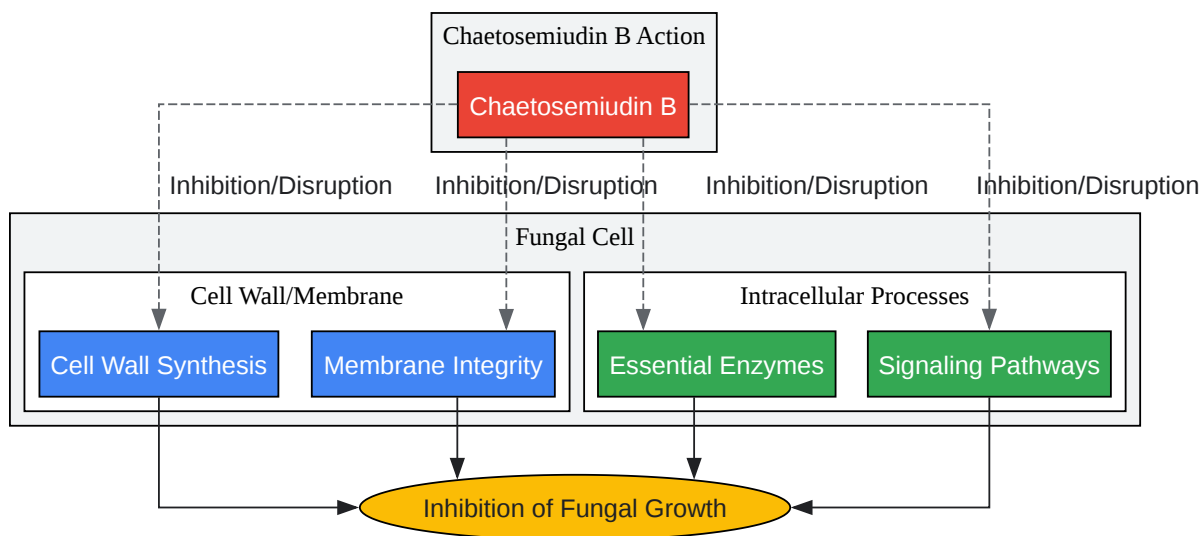 Chaetosemiudin B Action
Chaetosemiudin B
Inhibition/Disruption
Inhibition/Disruption
Inhibition/Disruption
Inhibition/Disruption
Fungal Cell
Cell Wall/Membrane
Intracellular Processes
Cell Wall Synthesis
Membrane Integrity
Essential Enzymes
Signaling Pathways
Inhibition of Fungal Growth